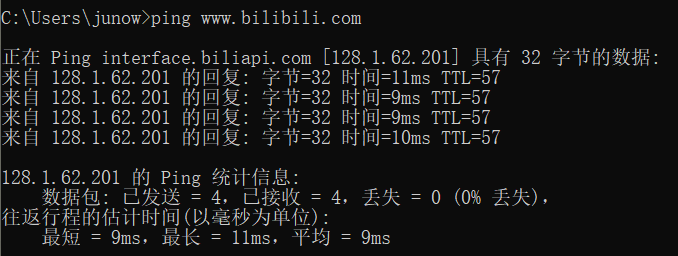 C:\Users\junow>ping www.bilibili.com
正在 Ping interface.biliapi.com [128.1.62.201] 具有 32 字节的数据:
来自 128.1.62.201 的回复: 字节=32 时间=11ms TTL=57
来自 128.1.62.201 的回复: 字节=32 时间=9ms TTL=57
来自 128.1.62.201 的回复: 字节=32 时间=9ms TTL=57
来自 128.1.62.201 的回复: 字节=32 时间=10ms TTL=57
128.1.62.201 的 Ping 统计信息:
数据包: 已发送 = 4，已接收 = 4，丢失 = 0 (0% 丢失)，
往返行程的估计时间(以毫秒为单位):
最短 = 9ms，最长 = 11ms，平均 = 9ms